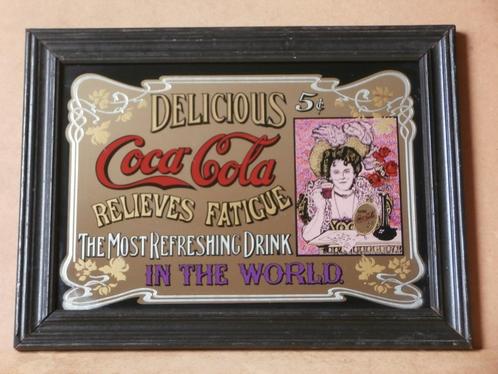 DELICIOUS 5¢
Coca-Cola
RELIEVES FATIGUE
THE MOST REFRESHING DRINK
IN THE WORLD.